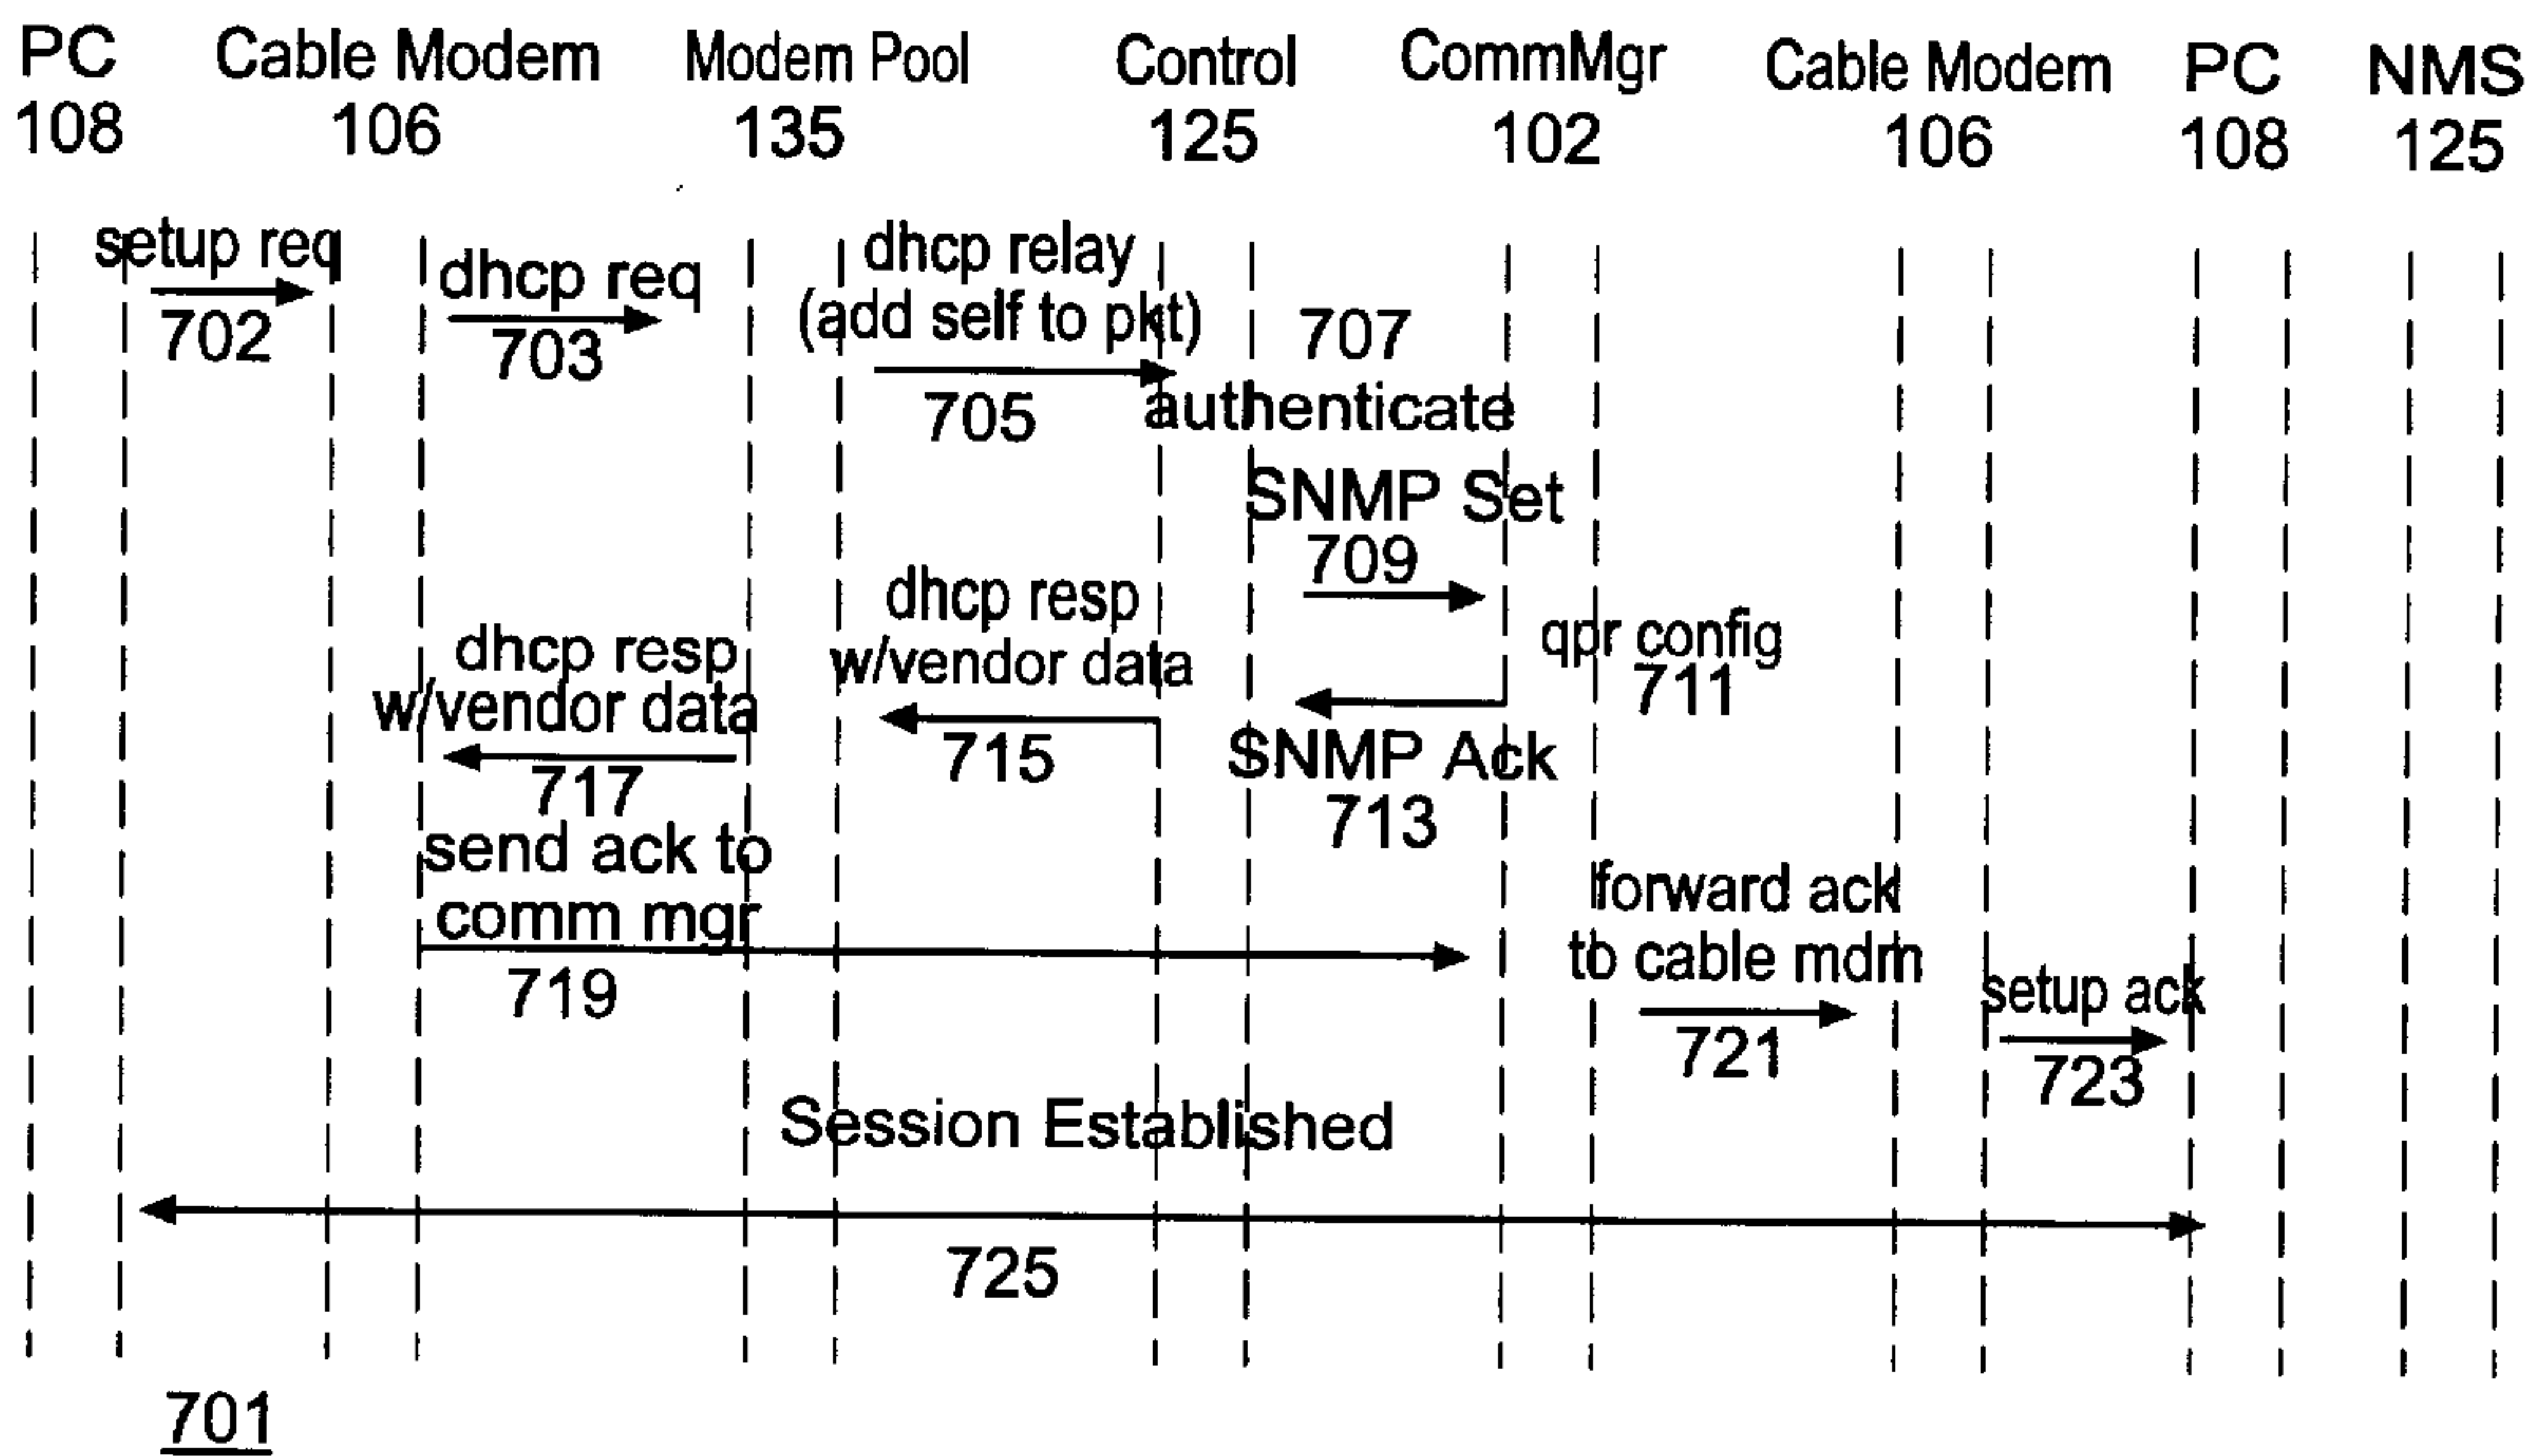 PC Cable Modem Modem Pool Control CommMgr Cable Modem PC NMS
108 106 135 125 102 106 108 125
setup req
702
dhcp req
703
dhcp relay
(add self to pkt)
705
707
authenticate
SNMP Set
709
qpr config
711
SNMP Ack
713
dhcp resp
w/vendor data
715
dhcp resp
w/vendor data
717
send ack to
comm mgr
719
forward ack
to cable mdm
721
setup ack
723
Session Established
725
701